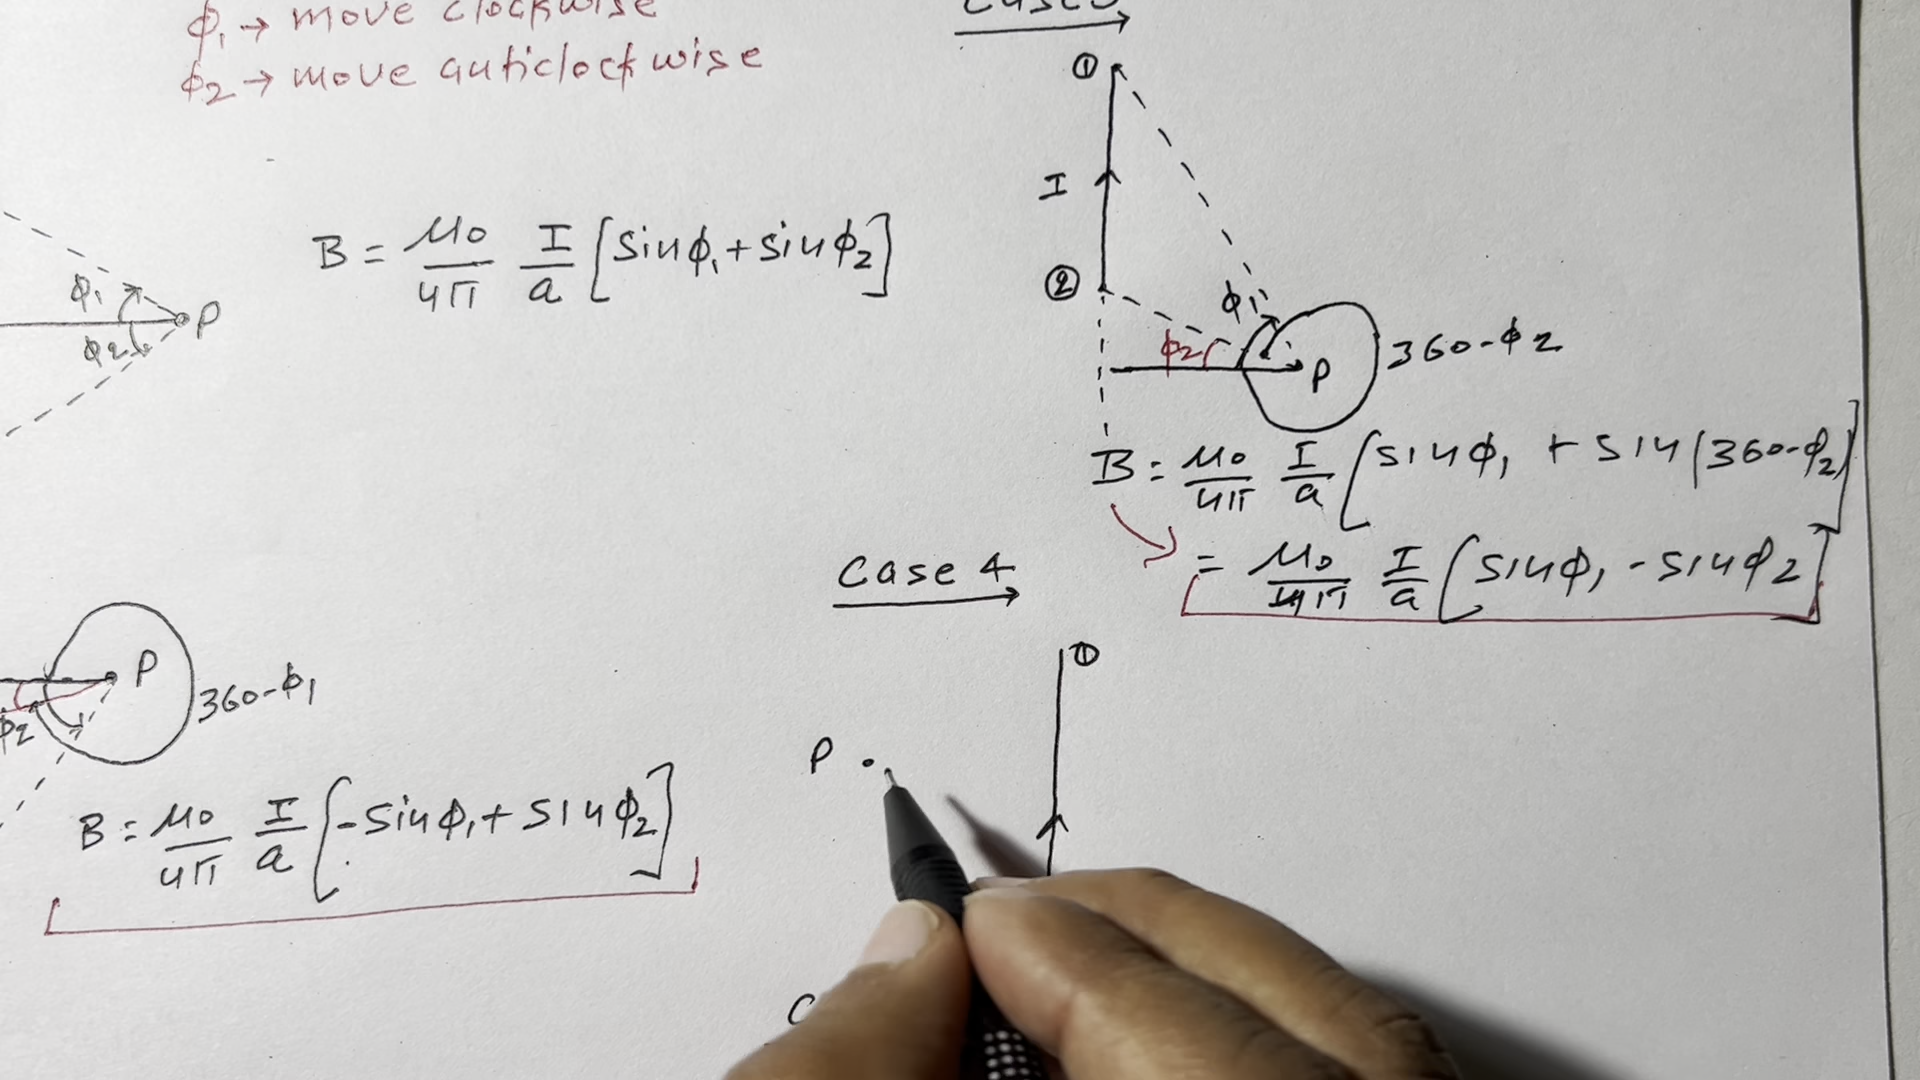 ϕ₁ → move clockwise
ϕ₂ → move anticlockwise
ϕ₁
ϕ₂
P
B = μ₀/4π I/a [sinϕ₁ + sinϕ₂]
①
I
②
ϕ₁
ϕ₂
P
360-ϕ₂
B = μ₀/4π I/a [sinϕ₁ + sin(360-ϕ₂)]
= μ₀/4π I/a [sinϕ₁ - sinϕ₂]
P
360-ϕ₁
ϕ₂
B = μ₀/4π I/a [-sinϕ₁ + sinϕ₂]
Case 4
①
P